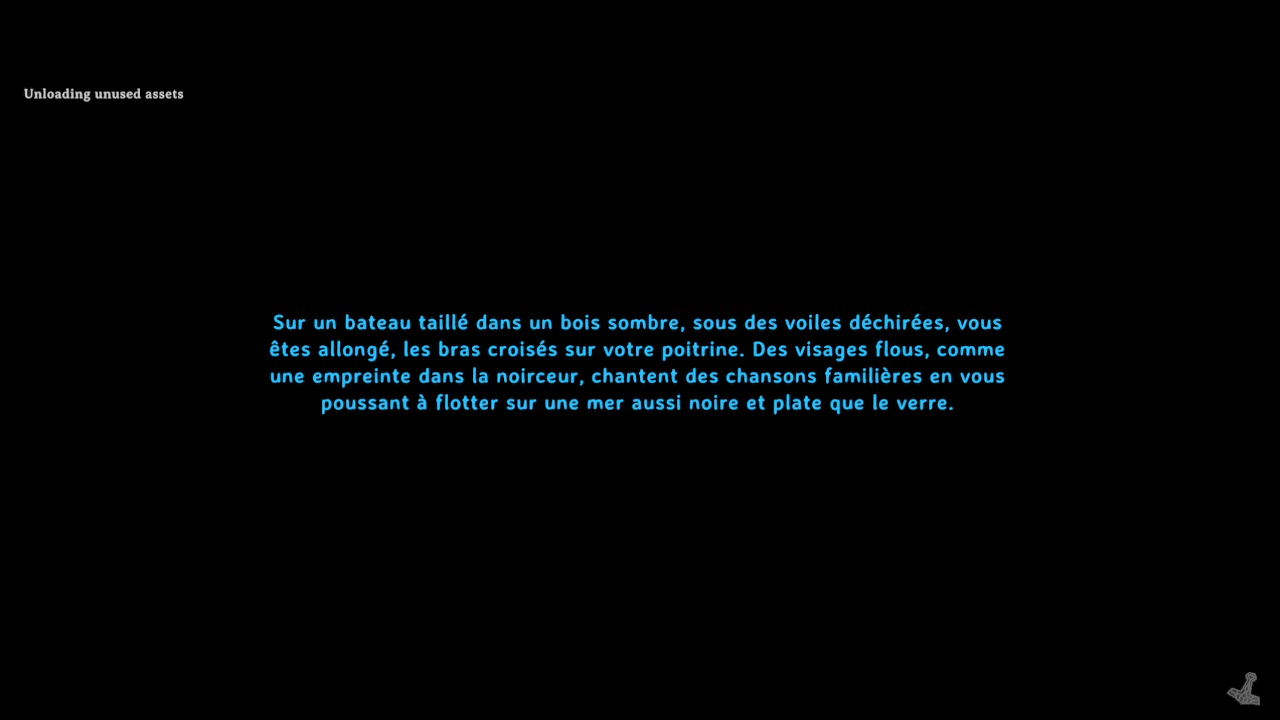 Unloading unused assets
Sur un bateau taillé dans un bois sombre, sous des voiles déchirées, vous
êtes allongé, les bras croisés sur votre poitrine. Des visages flous, comme
une empreinte dans la noirceur, chantent des chansons familières en vous
poussant à flotter sur une mer aussi noire et plate que le verre.